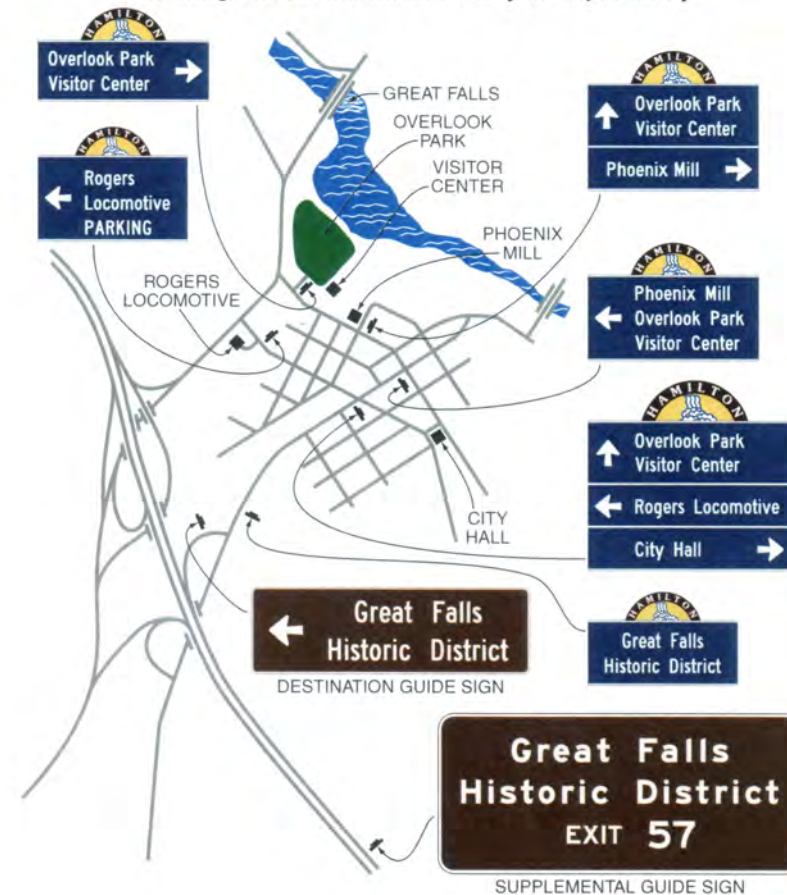 HAMILTON
Overlook Park
Visitor Center
HAMILTON
Rogers
Locomotive
PARKING
GREAT FALLS
OVERLOOK
PARK
VISITOR
CENTER
PHOENIX
MILL
ROGERS
LOCOMOTIVE
CITY
HALL
HAMILTON
Overlook Park
Visitor Center
Phoenix Mill
HAMILTON
Phoenix Mill
Overlook Park
Visitor Center
HAMILTON
Overlook Park
Visitor Center
Rogers Locomotive
City Hall
HAMILTON
Great Falls
Historic District
Great Falls
Historic District
DESTINATION GUIDE SIGN
Great Falls
Historic District
EXIT 57
SUPPLEMENTAL GUIDE SIGN